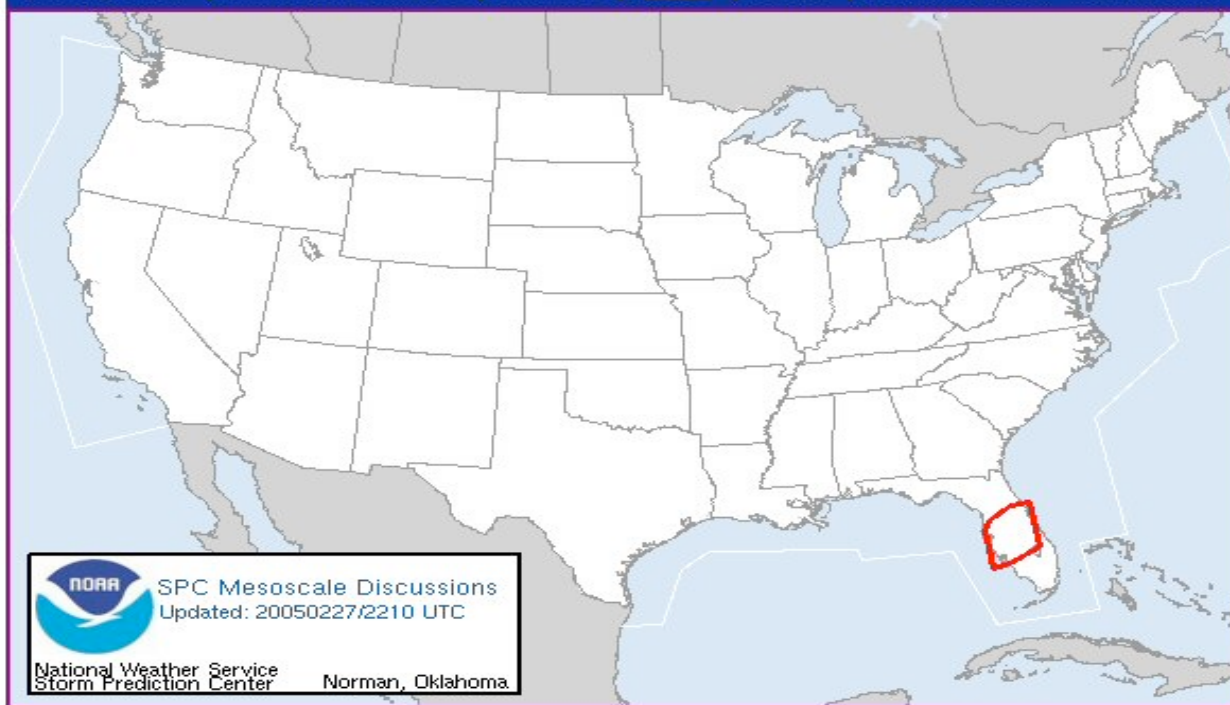 NOAA
SPC Mesoscale Discussions
Updated: 20050227/2210 UTC
National Weather Service
Storm Prediction Center Norman, Oklahoma